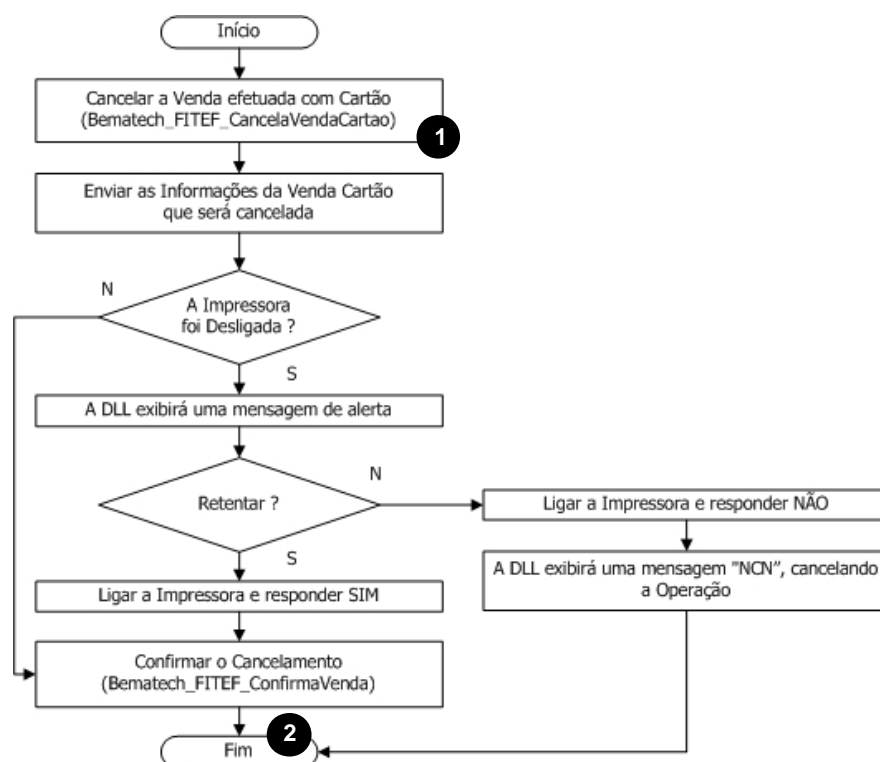 Início
Cancelar a Venda efetuada com Cartão
(Bematech_FITEF_CancelaVendaCartao)
1
Enviar as Informações da Venda Cartão
que será cancelada
N
A Impressora
foi Desligada ?
S
A DLL exibirá uma mensagem de alerta
N
Retentar ?
Ligar a Impressora e responder NÃO
S
A DLL exibirá uma mensagem "NCN”, cancelando
a Operação
Ligar a Impressora e responder SIM
Confirmar o Cancelamento
(Bematech_FITEF_ConfirmaVenda)
2
Fim